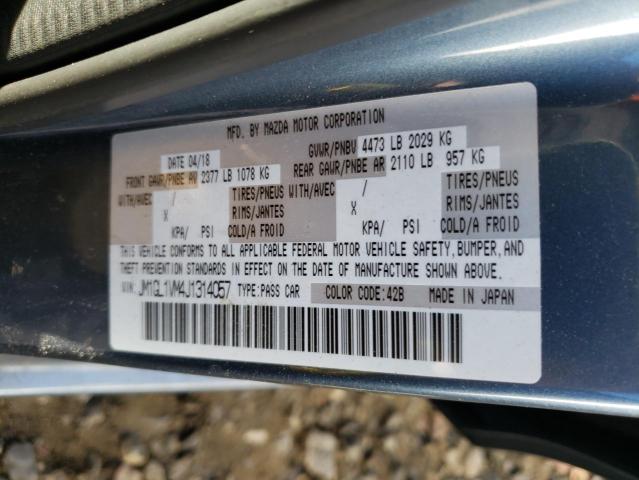 MFD. BY MAZDA MOTOR CORPORATION
DATE 04/18 GVWR/PNBV 4473 LB 2029 KG
FRONT GAWR/PNBE AV 2377 LB 1078 KG REAR GAWR/PNBE AR 2110 LB 957 KG
WITH/AVEC / TIRES/PNEUS WITH/AVEC / TIRES/PNEUS
X RIMS/JANTES X RIMS/JANTES
KPA/ PSI COLD/A FROID KPA/ PSI COLD/A FROID
THIS VEHICLE CONFORMS TO ALL APPLICABLE FEDERAL MOTOR VEHICLE SAFETY, BUMPER, AND
THEFT PREVENTION STANDARDS IN EFFECT ON THE DATE OF MANUFACTURE SHOWN ABOVE.
VIN: JM1GL1VM4J1314057 TYPE:PASS CAR COLOR CODE:42B MADE IN JAPAN